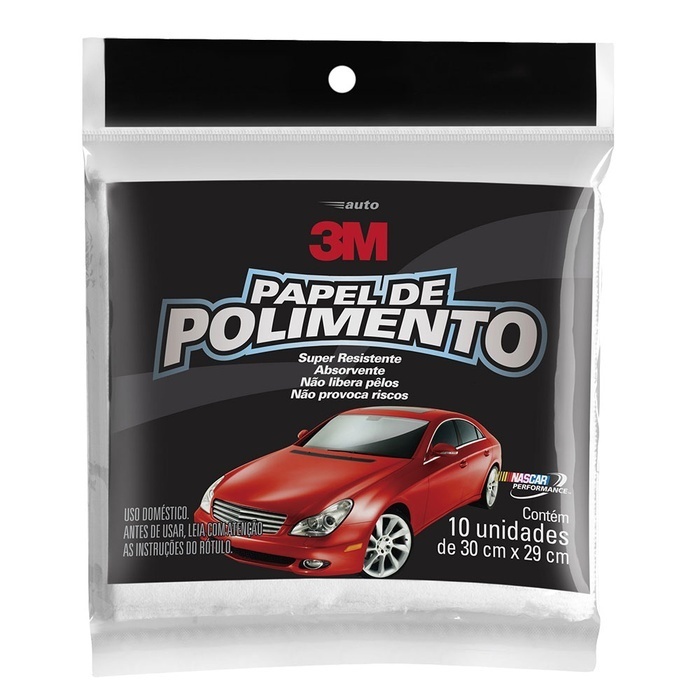 auto
3M
PAPEL DE
POLIMENTO
Super Resistente
Absorvente
Não libera pêlos
Não provoca riscos
NASCAR
PERFORMANCE
USO DOMÉSTICO.
ANTES DE USAR, LEIA COM ATENÇÃO
AS INSTRUÇÕES DO RÓTULO.
Contém
10 unidades
de 30 cm x 29 cm